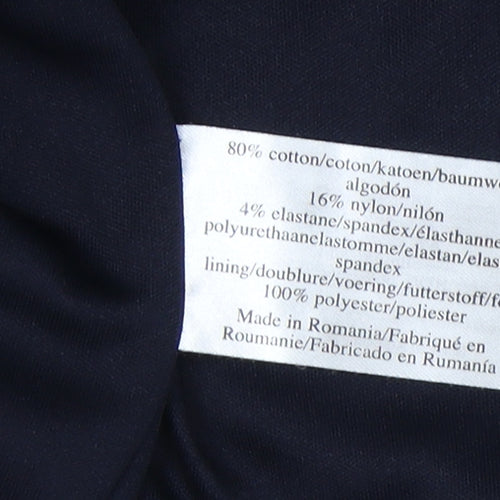 80% cotton/coton/katoen/baumwo
algodón
16% nylon/nilón
4% elastane/spandex/élasthanne
polyurethaanelastomme/elastan/elas
spandex
lining/doublure/voering/futterstoff/fo
100% polyester/poliester
Made in Romania/Fabriqué en
Roumanie/Fabricado en Rumanía